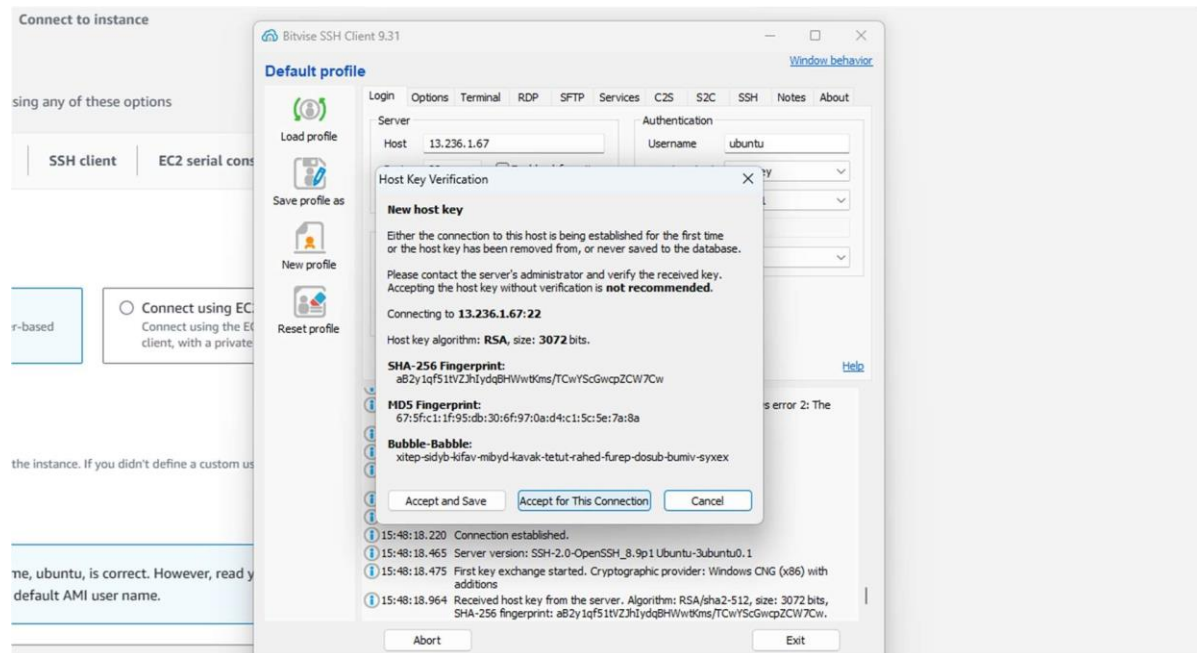 Connect to instance
sing any of these options
SSH client
EC2 serial cons
Connect using EC
r-based
Connect using the E
client, with a private
the instance. If you didn't define a custom us
me, ubuntu, is correct. However, read y
default AMI user name.
Bitvise SSH Client 9.31
Default profile
Window behavior
Load profile
Save profile as
New profile
Reset profile
Login Options Terminal RDP SFTP Services C2S S2C SSH Notes About
Server
Host 13.236.1.67
Authentication
Username ubuntu
Host Key Verification
New host key
Either the connection to this host is being established for the first time
or the host key has been removed from, or never saved to the database.
Please contact the server's administrator and verify the received key.
Accepting the host key without verification is not recommended.
Connecting to 13.236.1.67:22
Host key algorithm: RSA, size: 3072 bits.
SHA-256 Fingerprint:
aB2y1qf51tVZJhIydqBHWwtKms/TCwYScGwcpZCW7Cw
MD5 Fingerprint:
67:5f:c1:1f:95:db:30:6f:97:0a:d4:c1:5c:5e:7a:8a
Bubble-Babble:
xitep-sidyb-kifav-mibyd-kavak-tetut-rahed-furep-dosub-bumiv-syxex
Accept and Save
Accept for This Connection
Cancel
Help
s error 2: The
15:48:18.220 Connection established.
15:48:18.465 Server version: SSH-2.0-OpenSSH_8.9p1 Ubuntu-3ubuntu0.1
15:48:18.475 First key exchange started. Cryptographic provider: Windows CNG (x86) with
additions
15:48:18.964 Received host key from the server. Algorithm: RSA/sha2-512, size: 3072 bits,
SHA-256 fingerprint: aB2y1qf51tVZJhIydqBHWwtKms/TCwYScGwcpZCW7Cw.
Abort
Exit